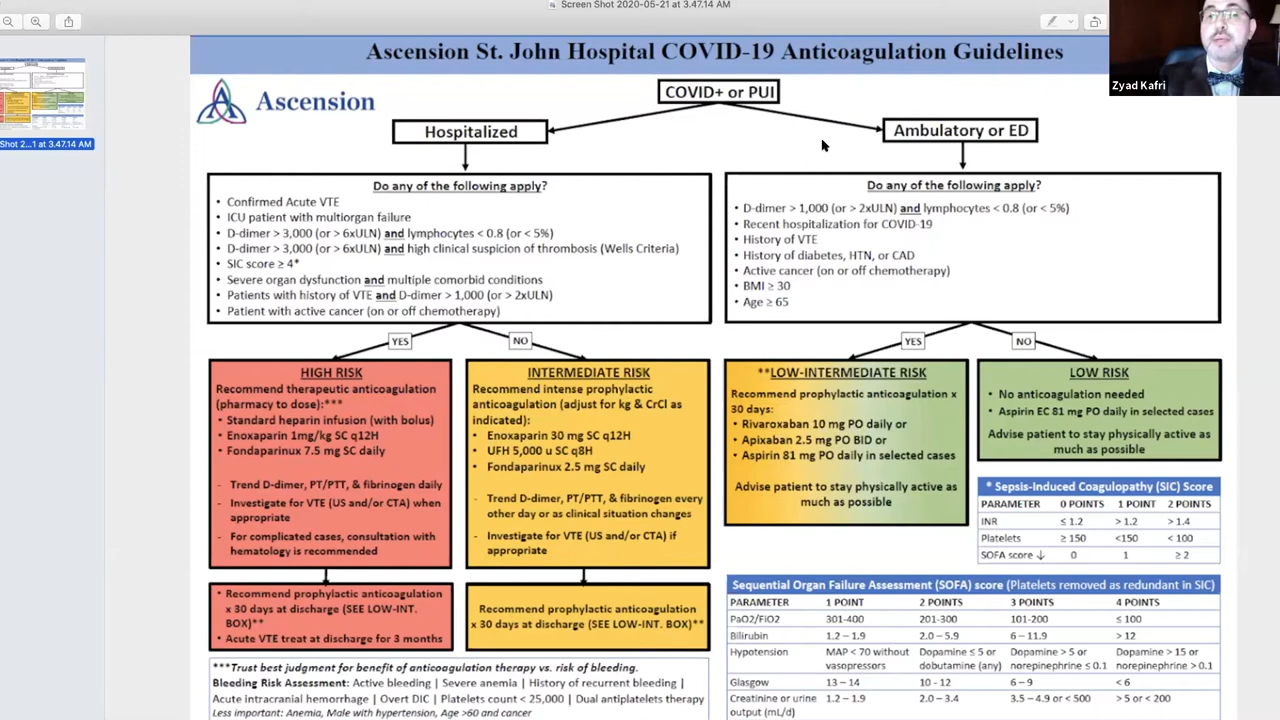 Screen Shot 2020-05-21 at 3.47.14 AM
Zyad Kafri
Shot 2...1 at 3.47.14 AM
Ascension St. John Hospital COVID-19 Anticoagulation Guidelines
Ascension
COVID+ or PUI
Hospitalized
Ambulatory or ED
Do any of the following apply?
• Confirmed Acute VTE
• ICU patient with multiorgan failure
• D-dimer > 3,000 (or > 6xULN) and lymphocytes < 0.8 (or < 5%)
• D-dimer > 3,000 (or > 6xULN) and high clinical suspicion of thrombosis (Wells Criteria)
• SIC score ≥ 4*
• Severe organ dysfunction and multiple comorbid conditions
• Patients with history of VTE and D-dimer > 1,000 (or > 2xULN)
• Patient with active cancer (on or off chemotherapy)
Do any of the following apply?
• D-dimer > 1,000 (or > 2xULN) and lymphocytes < 0.8 (or < 5%)
• Recent hospitalization for COVID-19
• History of VTE
• History of diabetes, HTN, or CAD
• Active cancer (on or off chemotherapy)
• BMI ≥ 30
• Age ≥ 65
YES
NO
YES
NO
HIGH RISK
Recommend therapeutic anticoagulation
(pharmacy to dose):***
• Standard heparin infusion (with bolus)
• Enoxaparin 1mg/kg SC q12H
• Fondaparinux 7.5 mg SC daily
- Trend D-dimer, PT/PTT, & fibrinogen daily
- Investigate for VTE (US and/or CTA) when
appropriate
- For complicated cases, consultation with
hematology is recommended
INTERMEDIATE RISK
Recommend intense prophylactic
anticoagulation (adjust for kg & CrCl as
indicated):
• Enoxaparin 30 mg SC q12H
• UFH 5,000 u SC q8H
• Fondaparinux 2.5 mg SC daily
- Trend D-dimer, PT/PTT, & fibrinogen every
other day or as clinical situation changes
- Investigate for VTE (US and/or CTA) if
appropriate
**LOW-INTERMEDIATE RISK
Recommend prophylactic anticoagulation x
30 days:
• Rivaroxaban 10 mg PO daily or
• Apixaban 2.5 mg PO BID or
• Aspirin 81 mg PO daily in selected cases
Advise patient to stay physically active as
much as possible
LOW RISK
• No anticoagulation needed
• Aspirin EC 81 mg PO daily in selected cases
Advise patient to stay physically active as
much as possible
* Sepsis-Induced Coagulopathy (SIC) Score
PARAMETER 0 POINTS 1 POINT 2 POINTS
INR ≤ 1.2 > 1.2 > 1.4
Platelets ≥ 150 <150 < 100
SOFA score ↓ 0 1 ≥ 2
• Recommend prophylactic anticoagulation
x 30 days at discharge (SEE LOW-INT.
BOX)**
• Acute VTE treat at discharge for 3 months
Recommend prophylactic anticoagulation
x 30 days at discharge (SEE LOW-INT. BOX)**
Sequential Organ Failure Assessment (SOFA) score (Platelets removed as redundant in SIC)
PARAMETER 1 POINT 2 POINTS 3 POINTS 4 POINTS
PaO2/FiO2 301-400 201-300 101-200 ≤ 100
Bilirubin 1.2 – 1.9 2.0 – 5.9 6 – 11.9 > 12
Hypotension MAP < 70 without Dopamine ≤ 5 or Dopamine > 5 or Dopamine > 15 or
vasopressors dobutamine (any) norepinephrine ≤ 0.1 norepinephrine > 0.1
Glasgow 13 – 14 10 - 12 6 – 9 < 6
Creatinine or urine 1.2 – 1.9 2.0 – 3.4 3.5 – 4.9 or < 500 > 5 or < 200
output (mL/d)
***Trust best judgment for benefit of anticoagulation therapy vs. risk of bleeding.
Bleeding Risk Assessment: Active bleeding | Severe anemia | History of recurrent bleeding |
Acute intracranial hemorrhage | Overt DIC | Platelets count < 25,000 | Dual antiplatelets therapy
Less important: Anemia, Male with hypertension, Age >60 and cancer